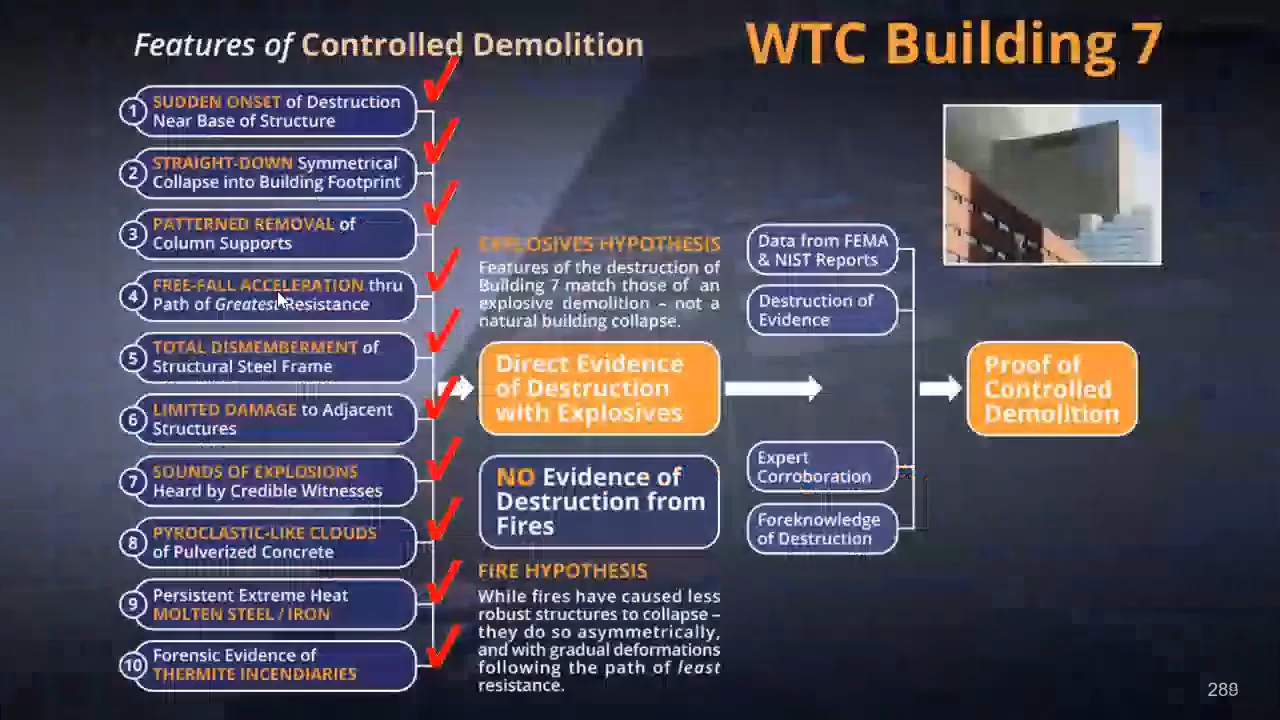 Features of Controlled Demolition
WTC Building 7
1
SUDDEN ONSET of Destruction
Near Base of Structure
2
STRAIGHT-DOWN Symmetrical
Collapse into Building Footprint
3
PATTERNED REMOVAL of
Column Supports
4
FREE-FALL ACCELERATION thru
Path of Greatest Resistance
5
TOTAL DISMEMBERMENT of
Structural Steel Frame
6
LIMITED DAMAGE to Adjacent
Structures
7
SOUNDS OF EXPLOSIONS
Heard by Credible Witnesses
8
PYROCLASTIC-LIKE CLOUDS
of Pulverized Concrete
9
Persistent Extreme Heat
MOLTEN STEEL / IRON
10
Forensic Evidence of
THERMITE INCENDIARIES
EXPLOSIVES HYPOTHESIS
Features of the destruction of
Building 7 match those of an
explosive demolition – not a
natural building collapse.
Direct Evidence
of Destruction
with Explosives
NO Evidence of
Destruction from
Fires
FIRE HYPOTHESIS
While fires have caused less
robust structures to collapse –
they do so asymmetrically,
and with gradual deformations
following the path of least
resistance.
Data from FEMA
& NIST Reports
Destruction of
Evidence
Expert
Corroboration
Foreknowledge
of Destruction
Proof of
Controlled
Demolition
289